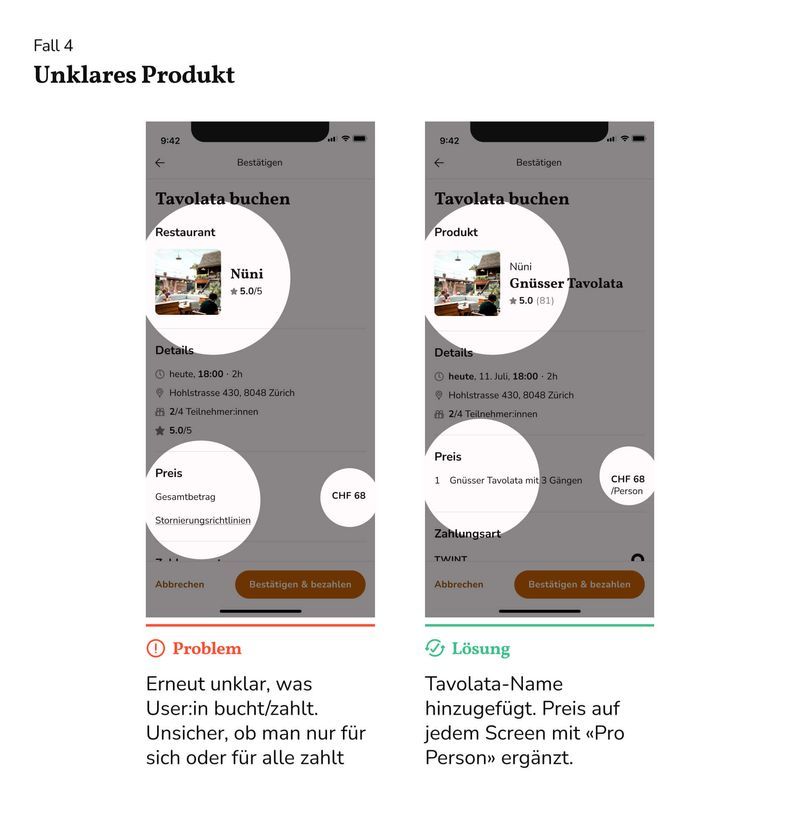 Fall 4
Unklares Produkt
9:42
Bestätigen
Tavolata buchen
Restaurant
Nüni
5.0/5
Details
heute, 18:00 · 2h
Hohlstrasse 430, 8048 Zürich
2/4 Teilnehmer:innen
5.0/5
Preis
Gesamtbetrag
CHF 68
Stornierungsrichtlinien
Abbrechen
Bestätigen & bezahlen
Problem
Erneut unklar, was
User:in bucht/zahlt.
Unsicher, ob man nur für
sich oder für alle zahlt
9:42
Bestätigen
Tavolata buchen
Produkt
Nüni
Gnüsser Tavolata
5.0 (81)
Details
heute, 11. Juli, 18:00 · 2h
Hohlstrasse 430, 8048 Zürich
2/4 Teilnehmer:innen
Preis
1 Gnüsser Tavolata mit 3 Gängen
CHF 68
/Person
Zahlungsart
TWINT
Abbrechen
Bestätigen & bezahlen
Lösung
Tavolata-Name
hinzugefügt. Preis auf
jedem Screen mit «Pro
Person» ergänzt.